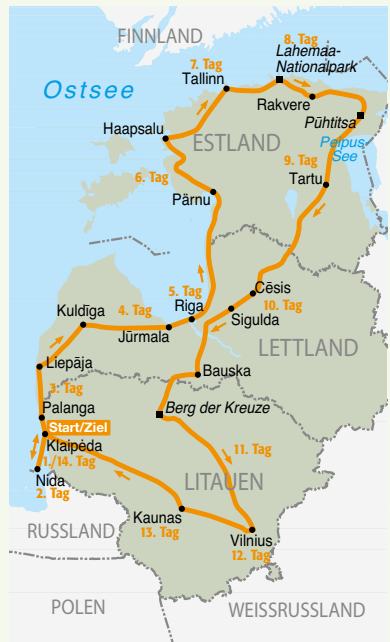 FINNLAND
7. Tag
8. Tag
Tallinn
Lahemaa-
Nationalpark
Ostsee
Rakvere
Pühtitsa
Haapsalu
ESTLAND
Peipus
See
9. Tag
Tartu
6. Tag
Pärnu
5. Tag
Riga
Cēsis
10. Tag
Kuldīga
4. Tag
Jūrmala
Sigulda
LETTLAND
Liepāja
Bauska
3. Tag
Palanga
Berg der Kreuze
Start/Ziel
Klaipėda
1./14. Tag
11. Tag
Nida
2. Tag
LITAUEN
Kaunas
13. Tag
RUSSLAND
Vilnius
12. Tag
POLEN
WEISSRUSSLAND